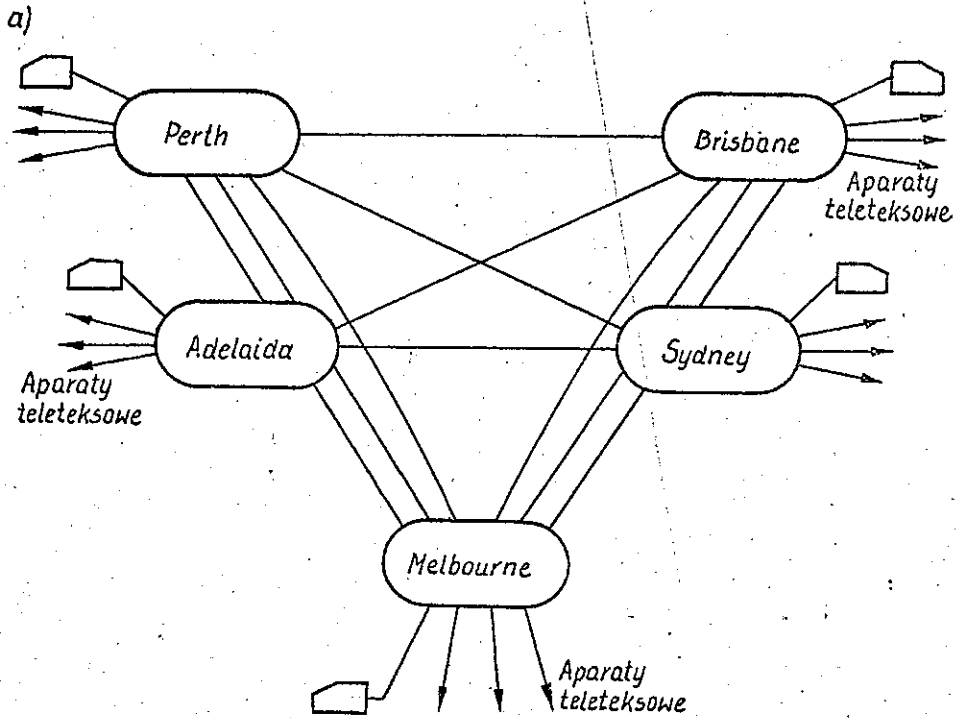 a)
Perth
Brisbane
Aparaty
teleteksowe
Adelaida
Sydney
Aparaty
teleteksowe
Melbourne
Aparaty
teleteksowe